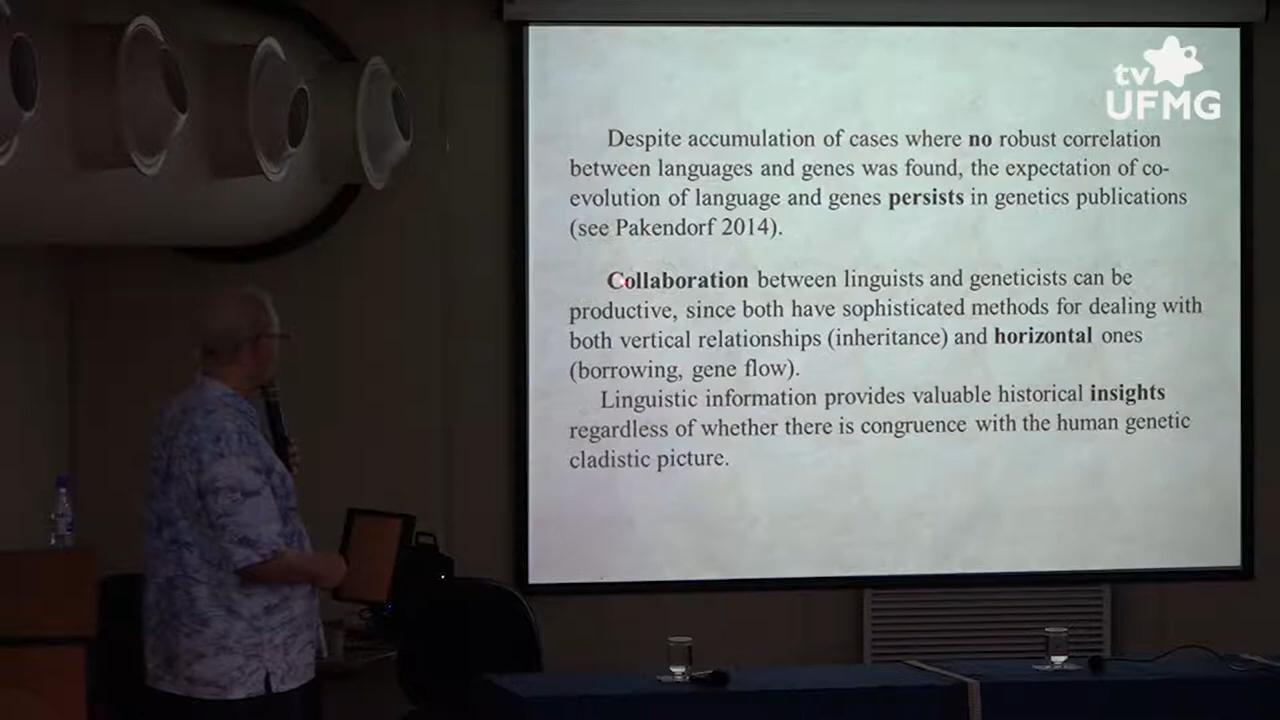 tv
UFMG
Despite accumulation of cases where no robust correlation
between languages and genes was found, the expectation of co-
evolution of language and genes persists in genetics publications
(see Pakendorf 2014).
Collaboration between linguists and geneticists can be
productive, since both have sophisticated methods for dealing with
both vertical relationships (inheritance) and horizontal ones
(borrowing, gene flow).
Linguistic information provides valuable historical insights
regardless of whether there is congruence with the human genetic
cladistic picture.